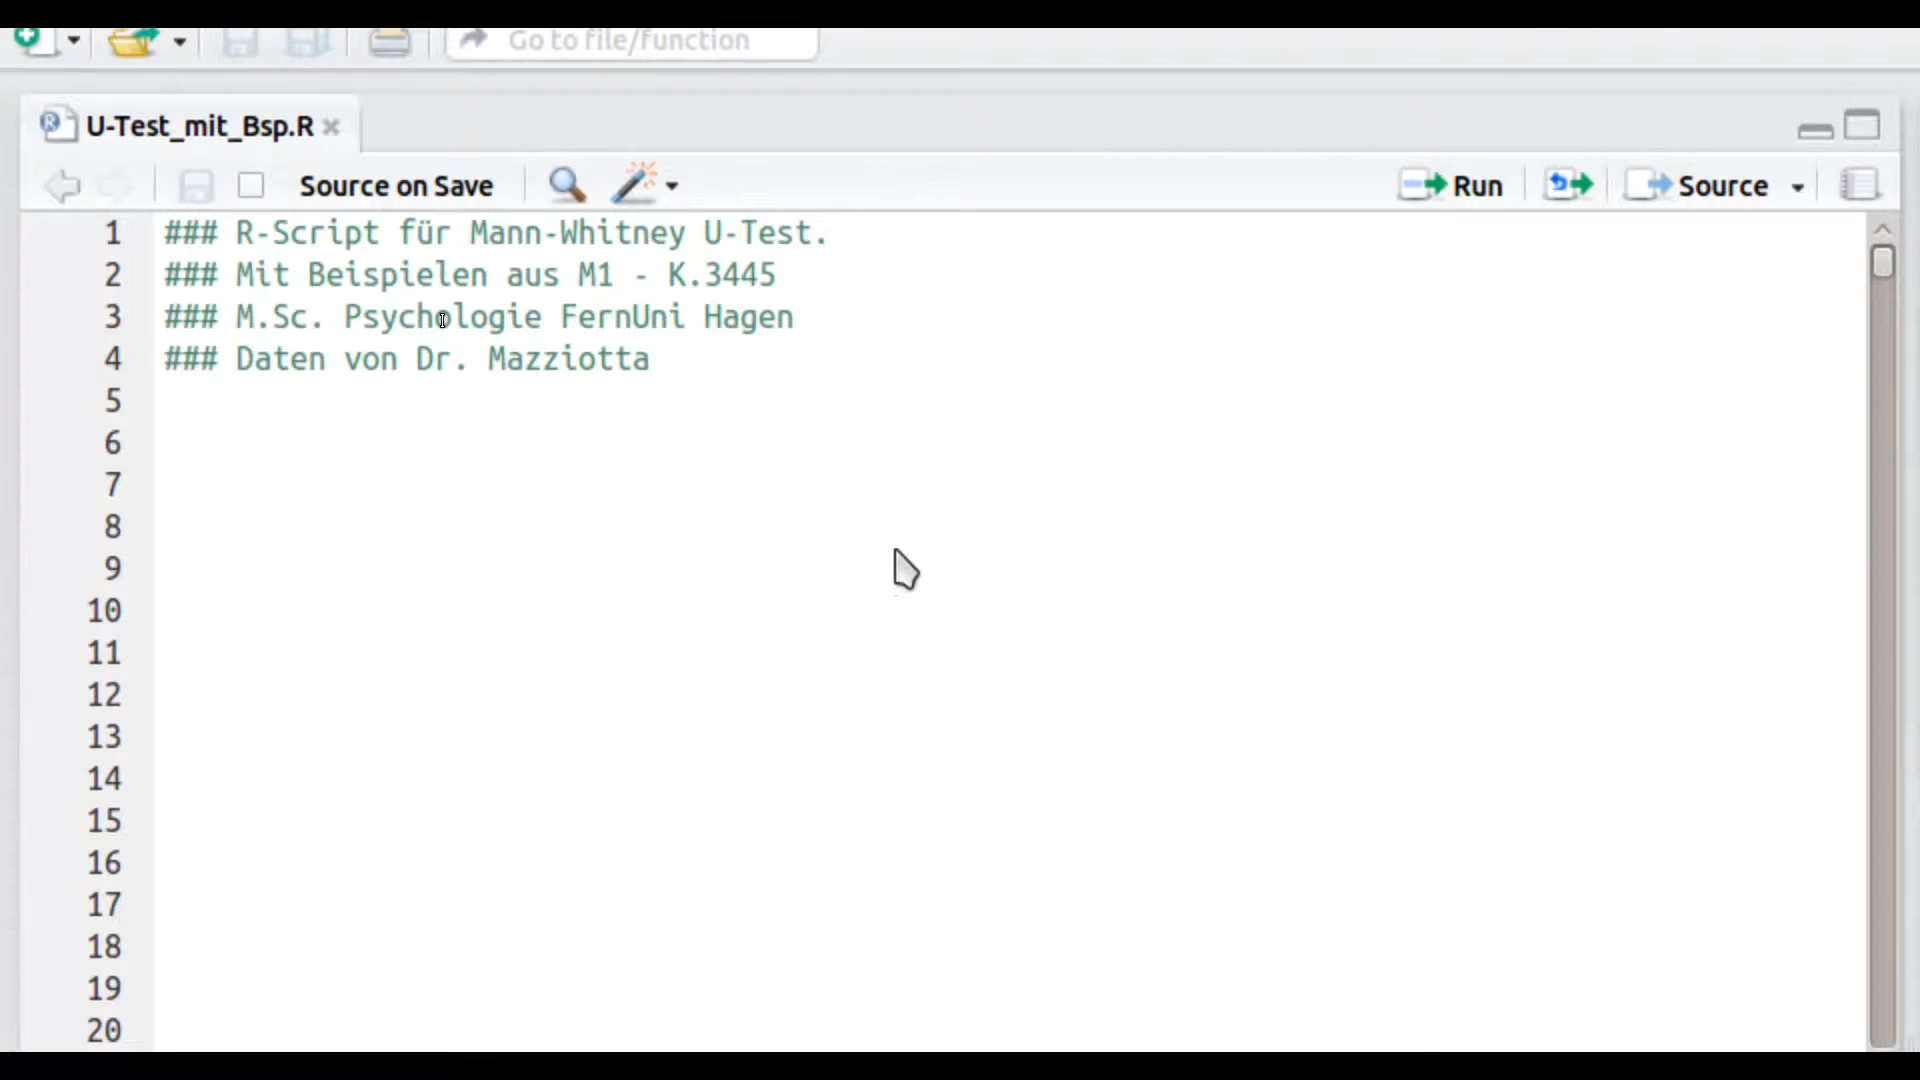 Go to file/function
U-Test_mit_Bsp.R
Source on Save
Run
Source
1 ### R-Script für Mann-Whitney U-Test.
2 ### Mit Beispielen aus M1 - K.3445
3 ### M.Sc. Psychologie FernUni Hagen
4 ### Daten von Dr. Mazziotta
5
6
7
8
9
10
11
12
13
14
15
16
17
18
19
20